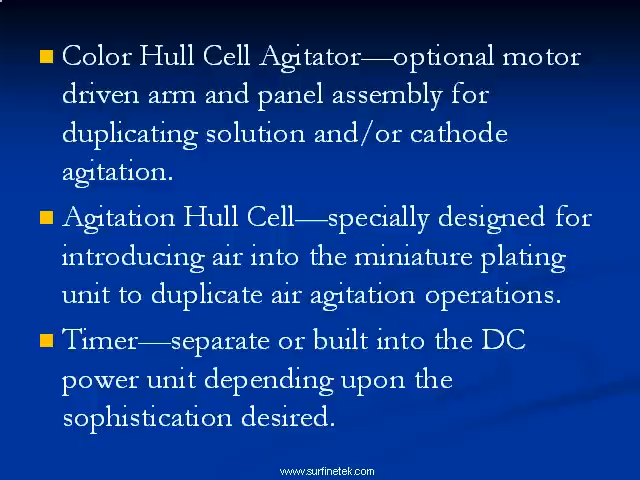 Color Hull Cell Agitator—optional motor
driven arm and panel assembly for
duplicating solution and/or cathode
agitation.
Agitation Hull Cell—specially designed for
introducing air into the miniature plating
unit to duplicate air agitation operations.
Timer—separate or built into the DC
power unit depending upon the
sophistication desired.
www.surfinetek.com